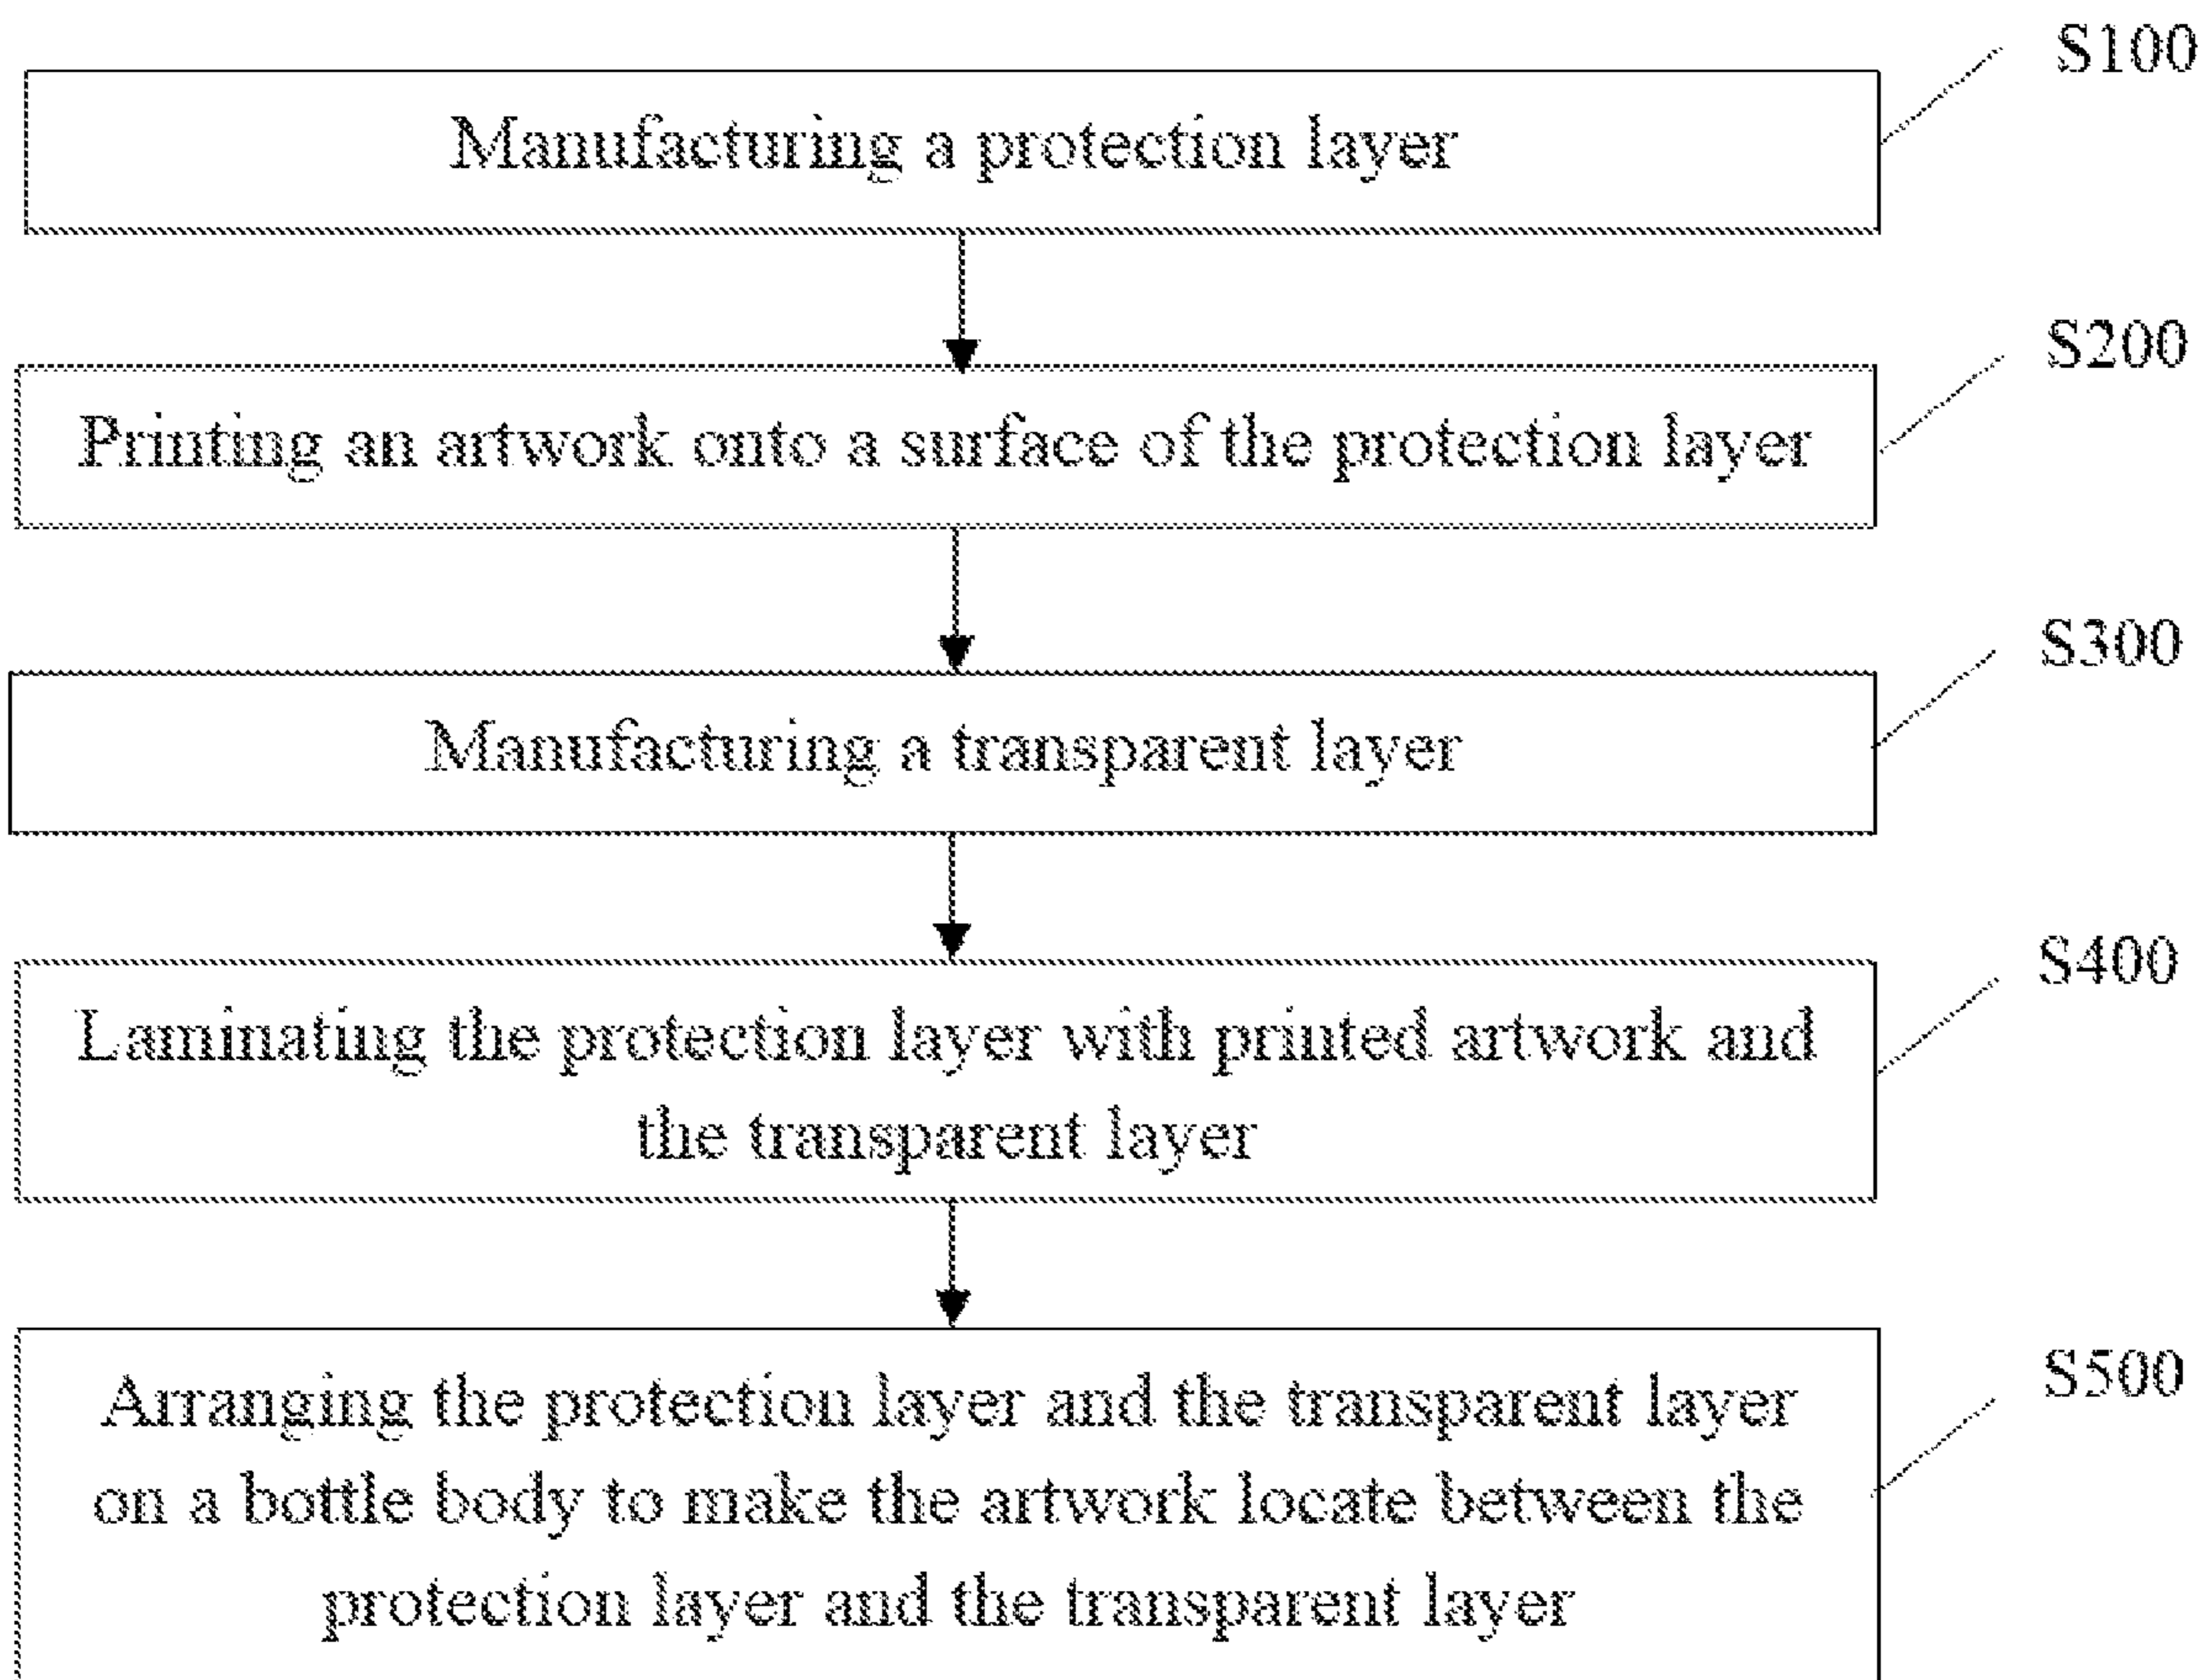 S100
Manufacturing a protection layer
S200
Printing an artwork onto a surface of the protection layer
S300
Manufacturing a transparent layer
S400
Laminating the protection layer with printed artwork and
the transparent layer
S500
Arranging the protection layer and the transparent layer
on a bottle body to make the artwork locate between the
protection layer and the transparent layer